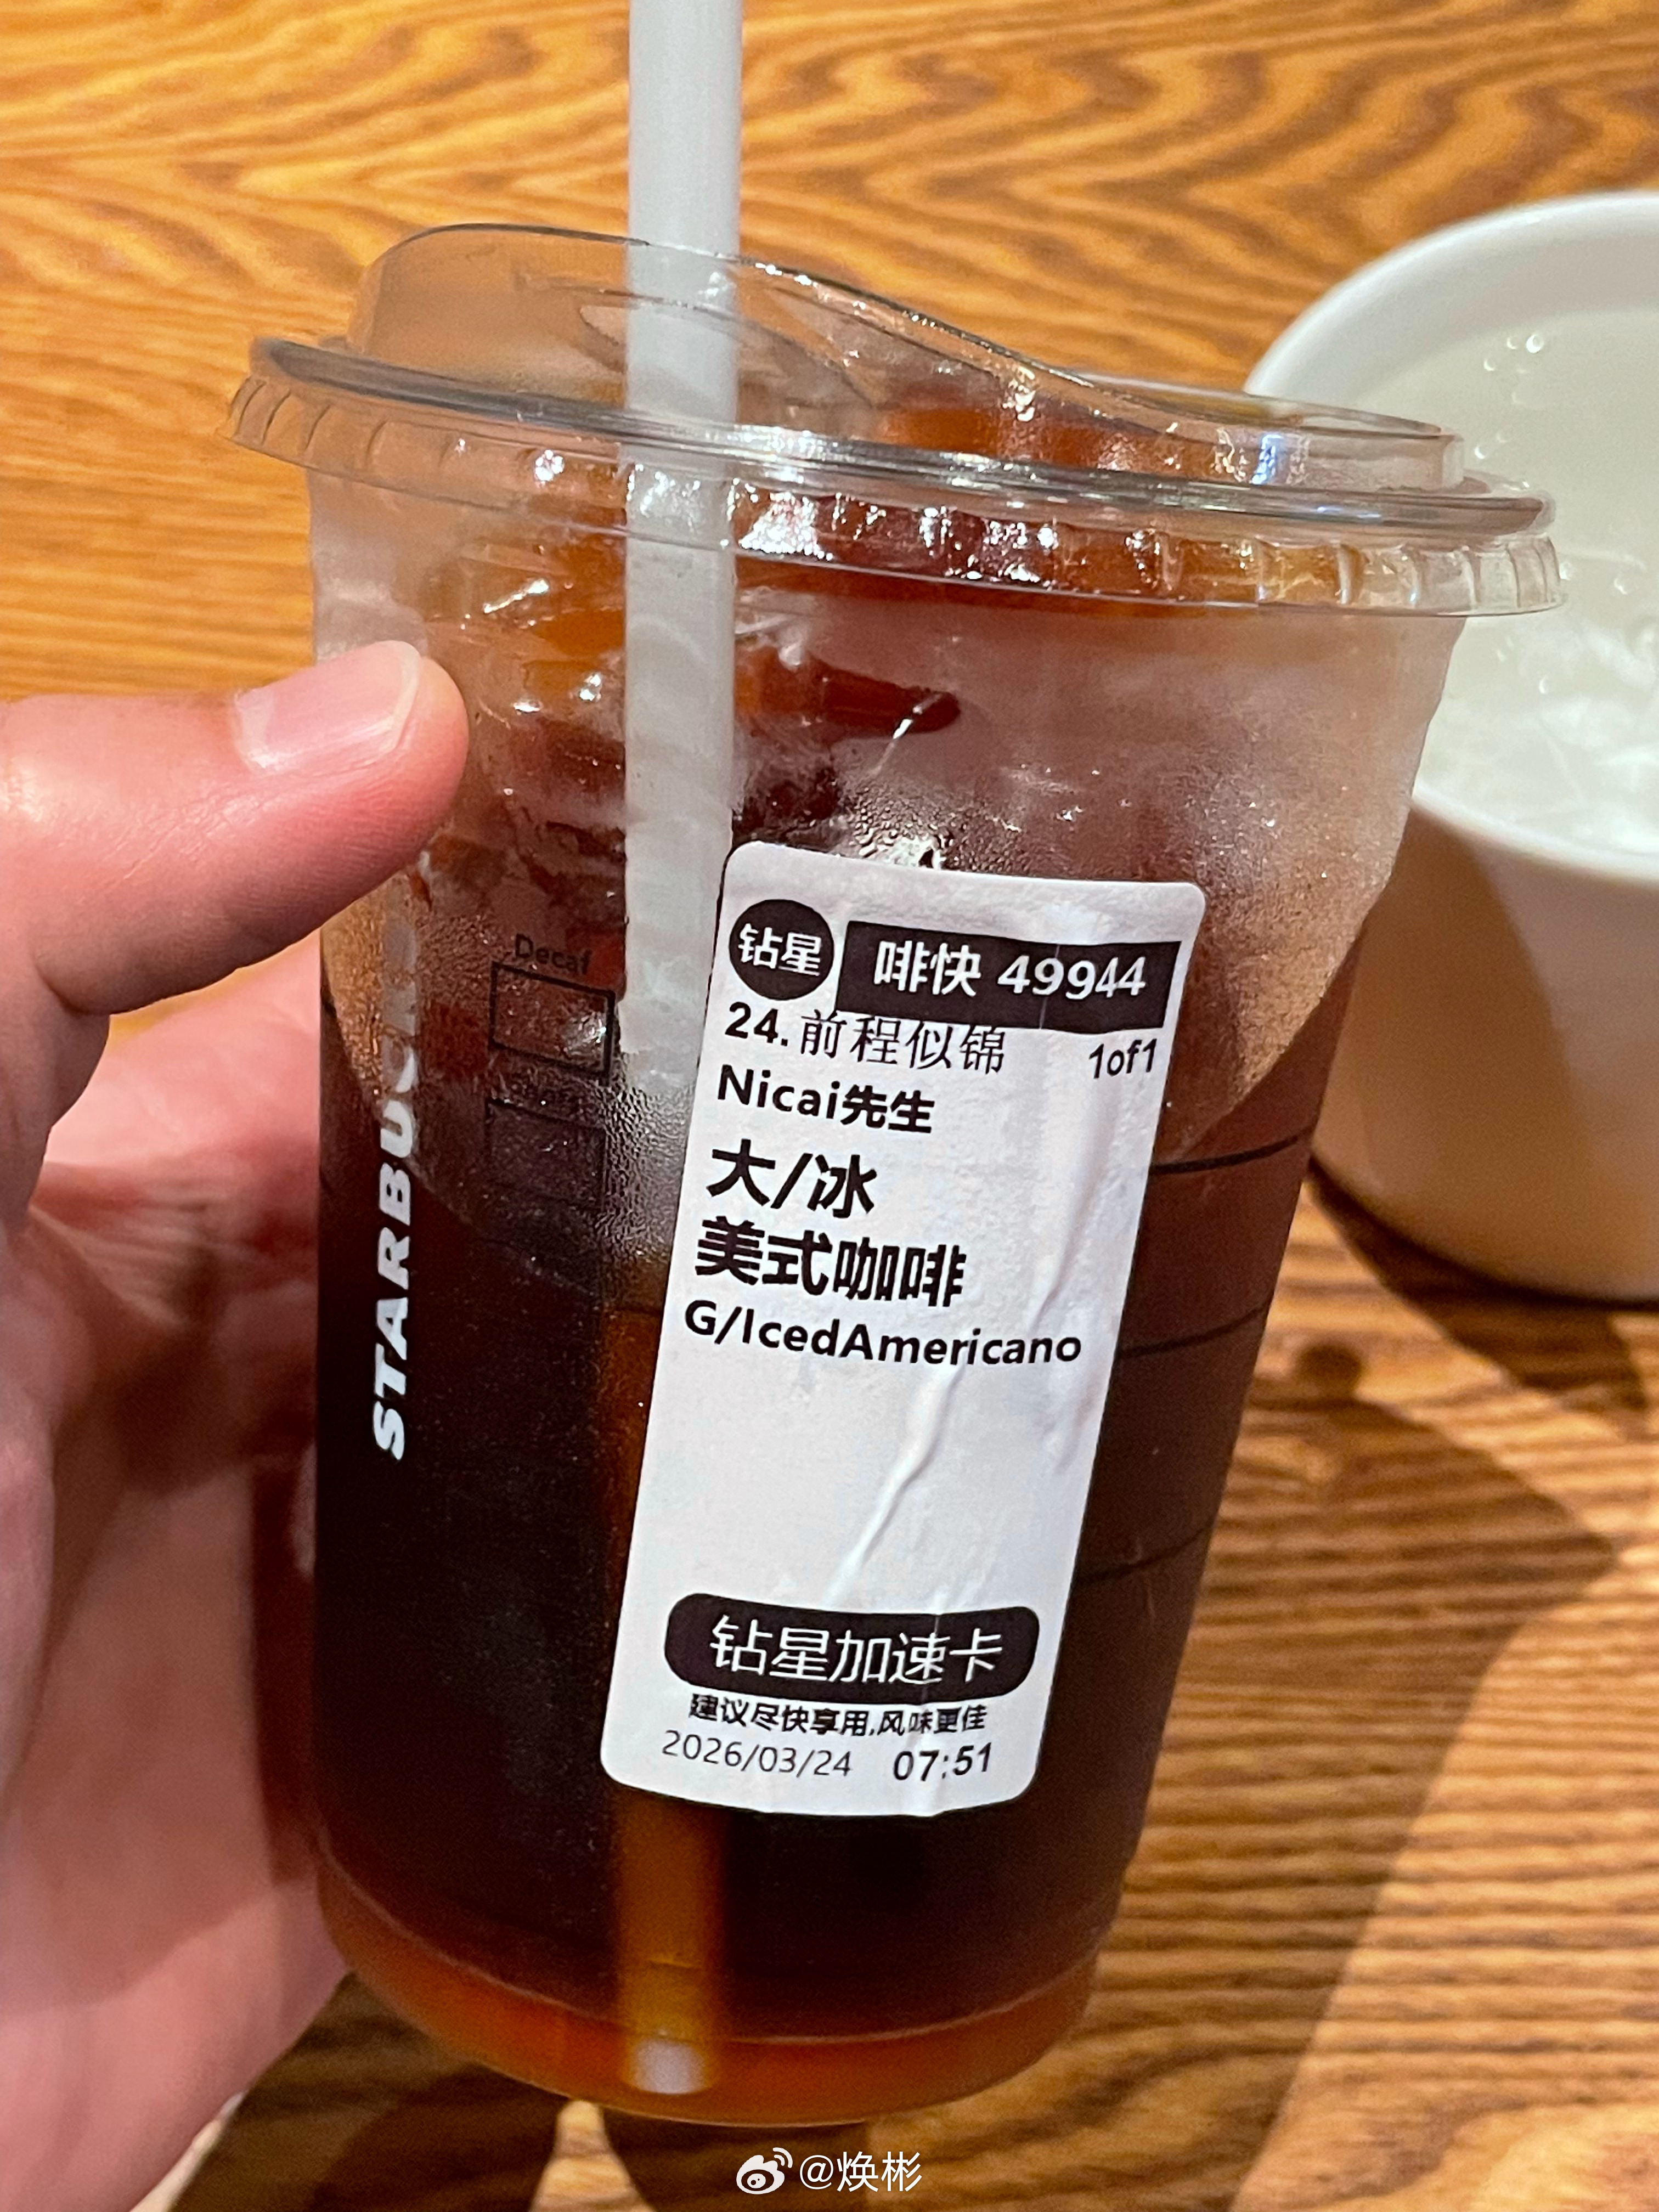 STARBUC
Decaf
钻星
啡快 49944
24.前程似锦 1of1
Nicai先生
大/冰
美式咖啡
G/IcedAmericano
钻星加速卡
建议尽快享用,风味更佳
2026/03/24 07:51
@焕彬